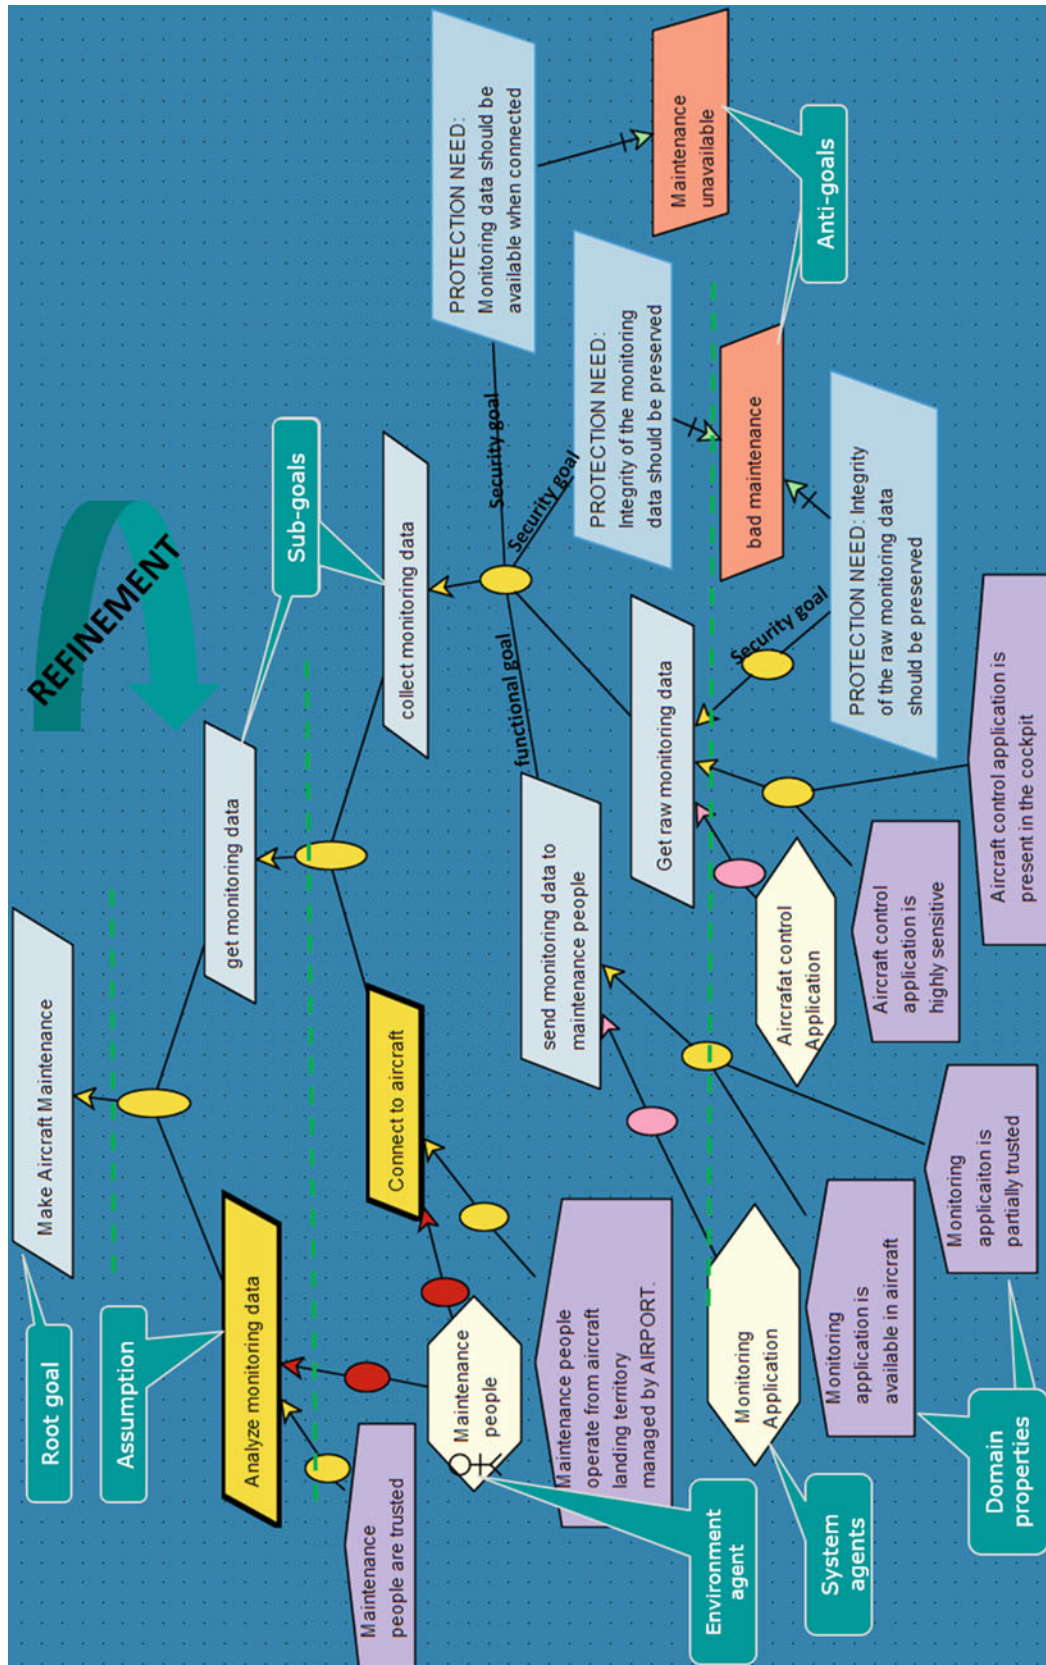 REFINEMENT
Root goal
Make Aircraft Maintenance
Assumption
Analyze monitoring data
get monitoring data
Sub-goals
Maintenance
people are trusted
Maintenance
people
Connect to aircraft
collect monitoring data
Maintenance people
operate from aircraft
landing territory
managed by AIRPORT.
Environment
agent
functional goal
Security goal
Security goal
send monitoring data to
maintenance people
Get raw monitoring data
PROTECTION NEED:
Integrity of the monitoring
data should be preserved
PROTECTION NEED:
Monitoring data should be
available when connected
Maintenance
unavailable
bad maintenance
Anti-goals
Security goal
PROTECTION NEED: Integrity
of the raw monitoring data
should be preserved
Monitoring
Application
System
agents
Aircrafat control
Application
Monitoring
application is
available in aircraft
Monitoring
applicaiton is
partially trusted
Aircraft control
application is
highly sensitive
Aircraft control application is
present in the cockpit
Domain
properties